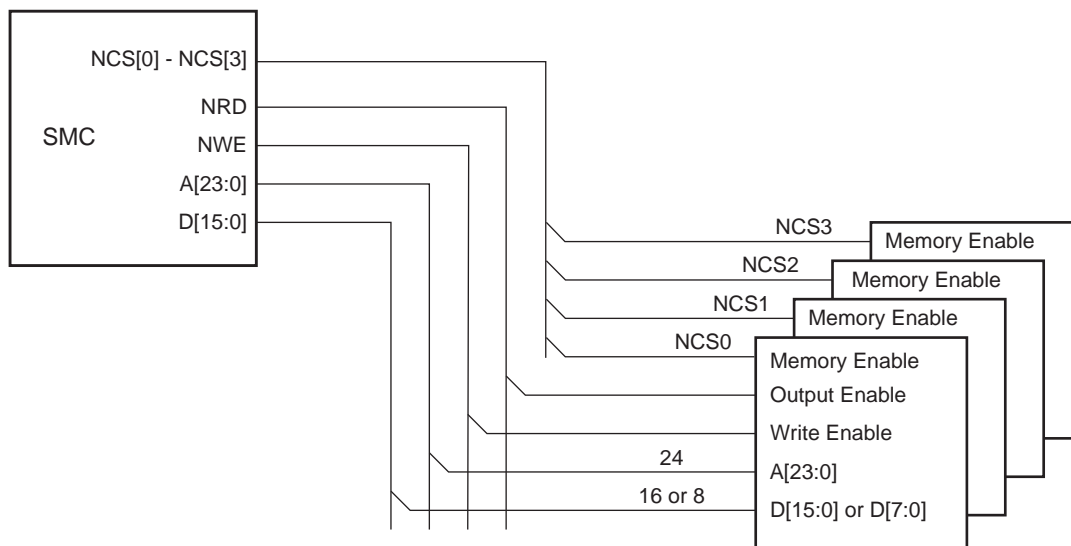 NCS[0] - NCS[3]
NRD
SMC
NWE
A[23:0]
D[15:0]
NCS3
Memory Enable
NCS2
Memory Enable
NCS1
Memory Enable
NCS0
Memory Enable
Output Enable
Write Enable
24
A[23:0]
16 or 8
D[15:0] or D[7:0]